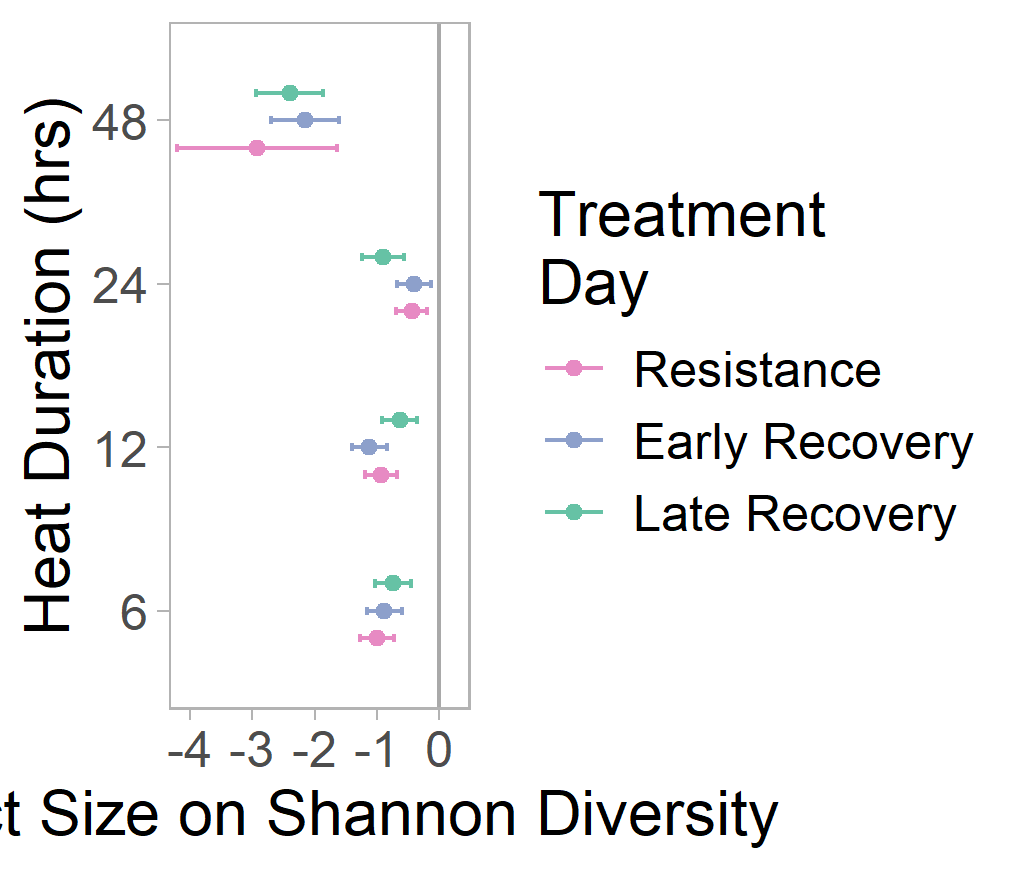 Heat Duration (hrs)
48
24
12
6
-4 -3 -2 -1 0
Size on Shannon Diversity
Treatment
Day
Resistance
Early Recovery
Late Recovery